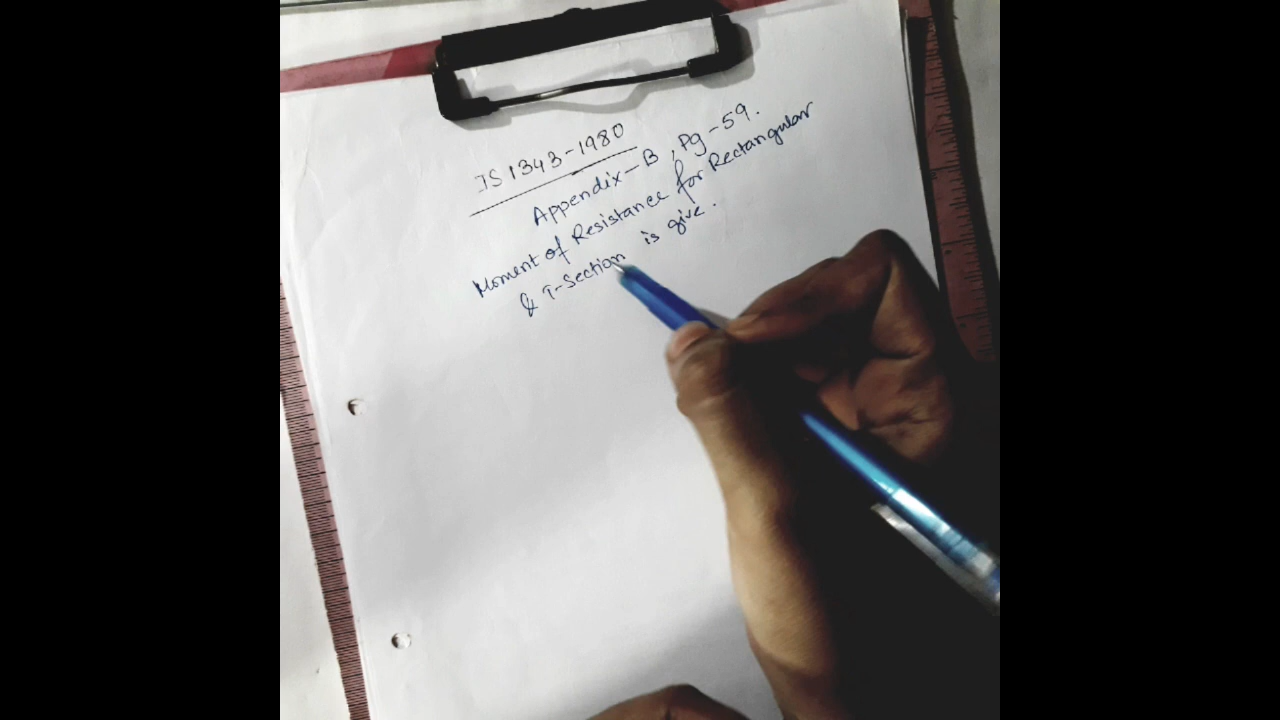 IS 1343-1980
Appendix-B, Pg-59.
Moment of Resistance for Rectangular
& T-Section is give.